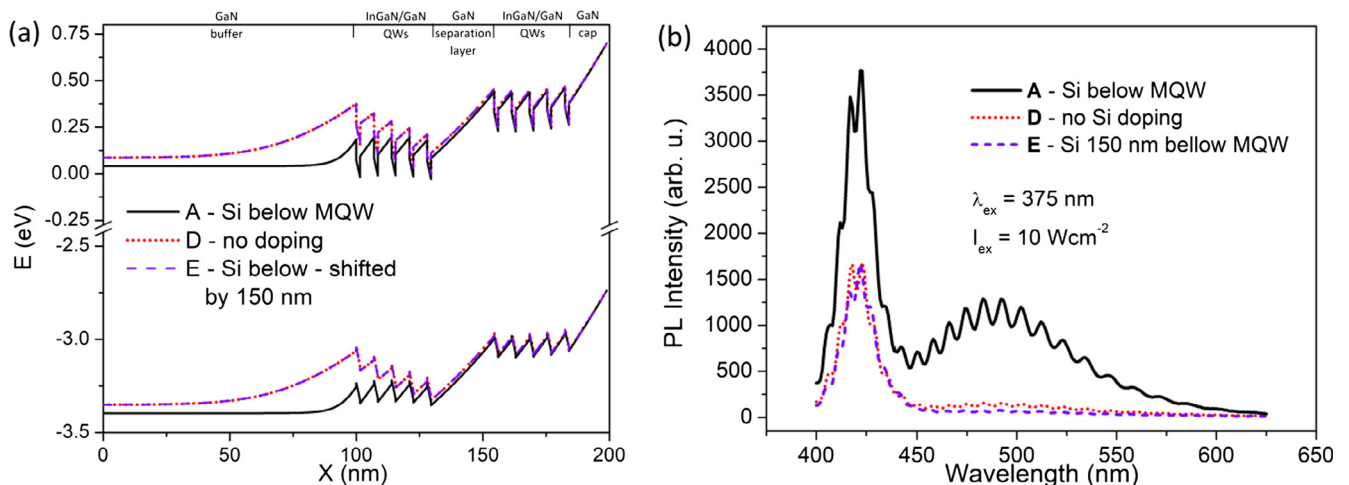 (a)
GaN
buffer
InGaN/GaN
QWs
GaN
separation
layer
InGaN/GaN
QWs
GaN
cap
0.75
0.50
0.25
0.00
-0.25
-2.5
-3.0
-3.5
E (eV)
A - Si below MQW
D - no doping
E - Si below - shifted
by 150 nm
0
50
100
150
200
X (nm)
(b)
4000
3500
3000
2500
2000
1500
1000
500
0
PL Intensity (arb. u.)
A - Si below MQW
D - no Si doping
E - Si 150 nm bellow MQW
λex = 375 nm
Iex = 10 Wcm-2
400
450
500
550
600
650
Wavelength (nm)